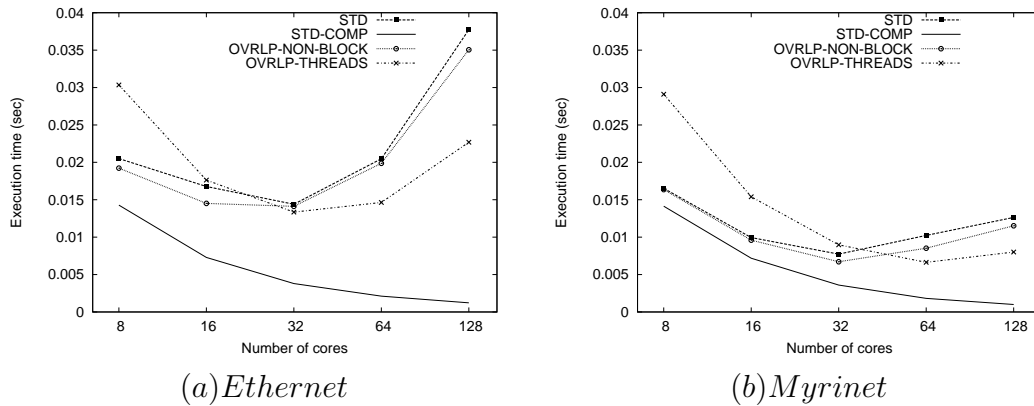 0.04
0.035
0.03
0.025
0.02
0.015
0.01
0.005
0
Execution time (sec)
STD
STD-COMP
OVRLP-NON-BLOCK
OVRLP-THREADS
8 16 32 64 128
Number of cores
(a)Ethernet
0.04
0.035
0.03
0.025
0.02
0.015
0.01
0.005
0
Execution time (sec)
STD
STD-COMP
OVRLP-NON-BLOCK
OVRLP-THREADS
8 16 32 64 128
Number of cores
(b)Myrinet